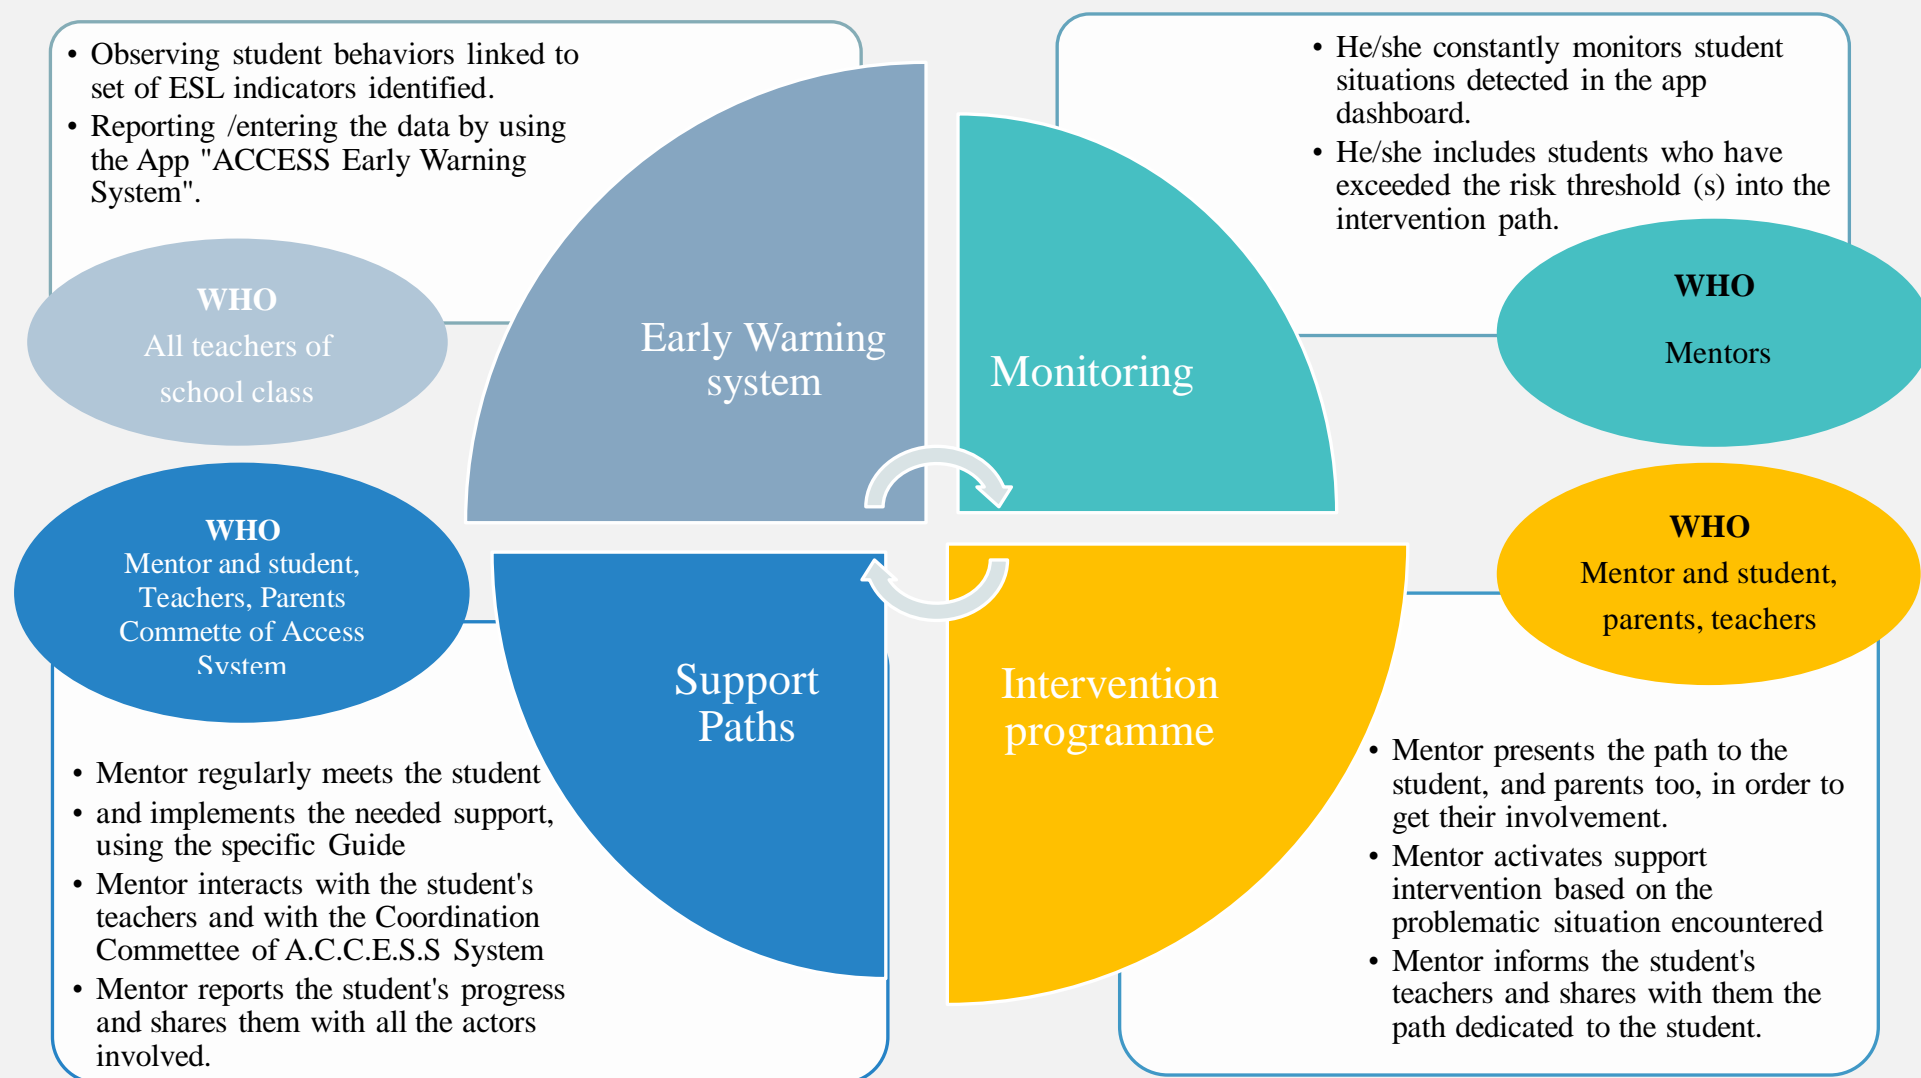 • Observing student behaviors linked to
set of ESL indicators identified.
• Reporting /entering the data by using
the App "ACCESS Early Warning
System".
WHO
All teachers of
school class
Early Warning
system
• He/she constantly monitors student
situations detected in the app
dashboard.
• He/she includes students who have
exceeded the risk threshold (s) into the
intervention path.
WHO
Mentors
Monitoring
WHO
Mentor and student,
Teachers, Parents
Commette of Access
System
Support
Paths
• Mentor regularly meets the student
• and implements the needed support,
using the specific Guide
• Mentor interacts with the student's
teachers and with the Coordination
Commettee of A.C.C.E.S.S System
• Mentor reports the student's progress
and shares them with all the actors
involved.
WHO
Mentor and student,
parents, teachers
Intervention
programme
• Mentor presents the path to the
student, and parents too, in order to
get their involvement.
• Mentor activates support
intervention based on the
problematic situation encountered
• Mentor informs the student's
teachers and shares with them the
path dedicated to the student.